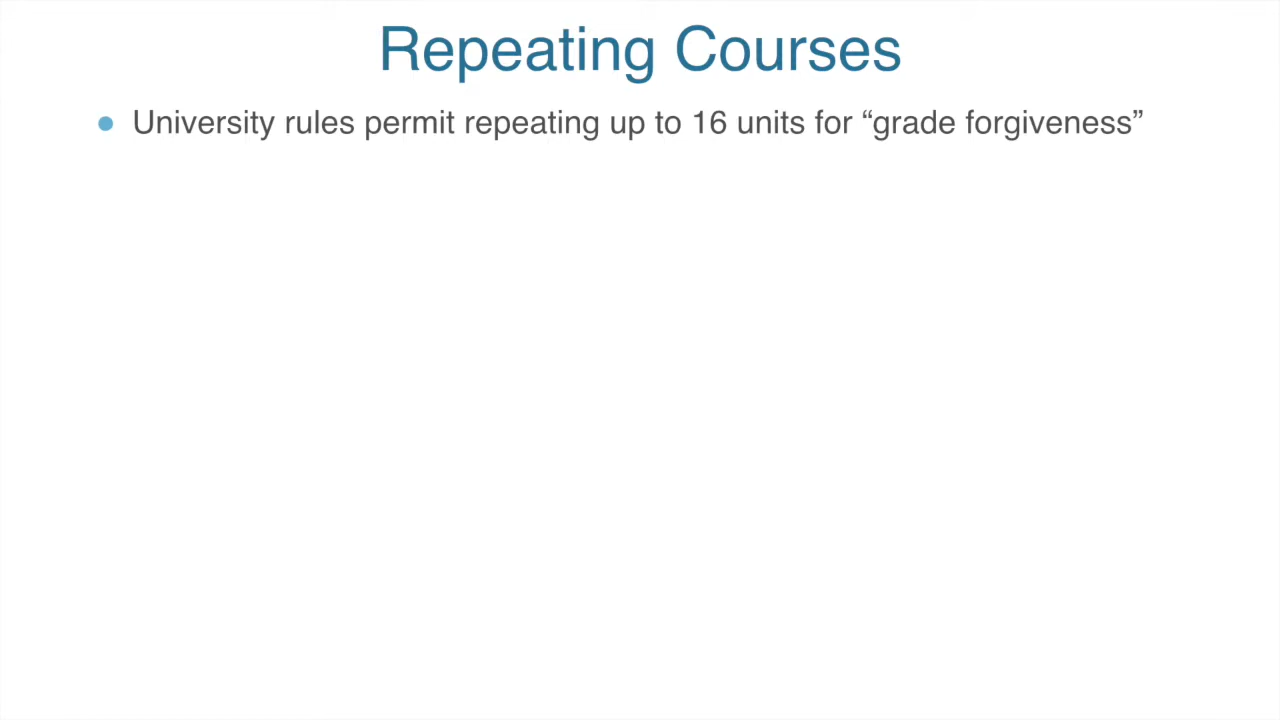 Repeating Courses
● University rules permit repeating up to 16 units for “grade forgiveness”